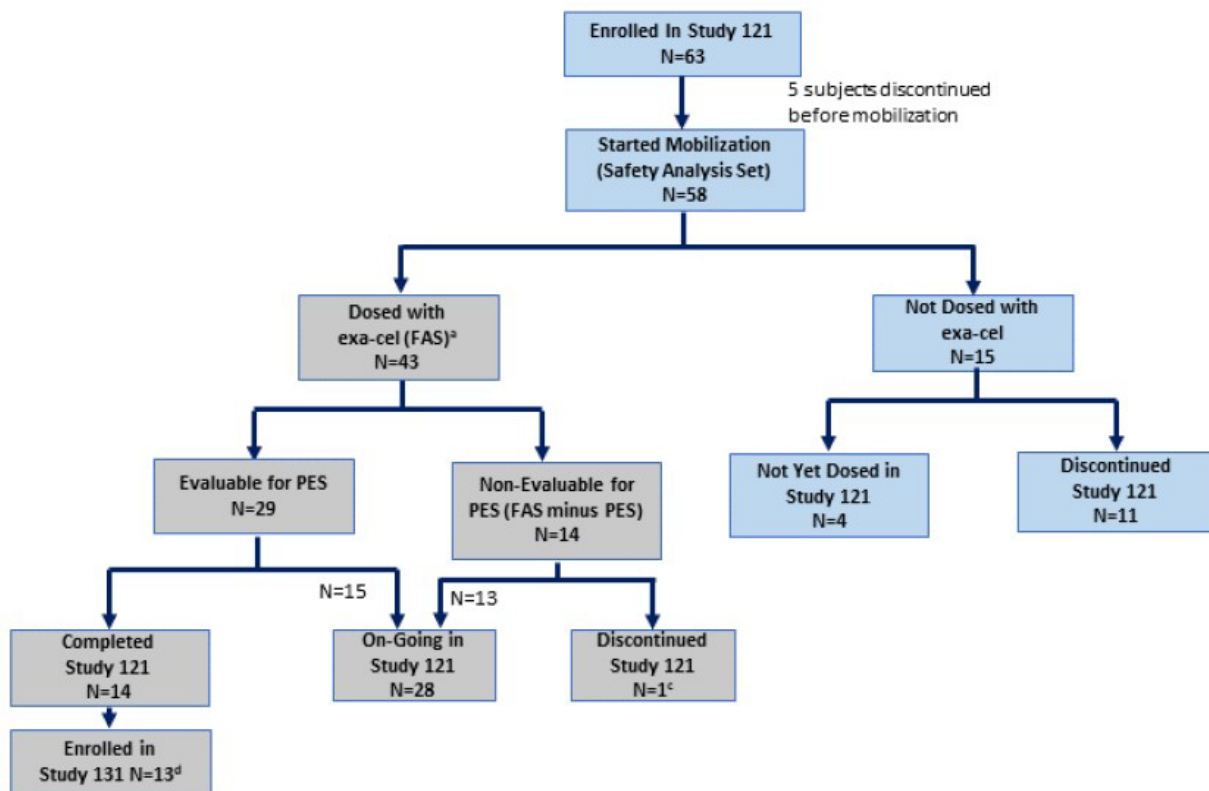 Enrolled In Study 121
N=63
5 subjects discontinued
before mobilization
Started Mobilization
(Safety Analysis Set)
N=58
Dosed with
exa-cel (FAS)ᵃ
N=43
Not Dosed with
exa-cel
N=15
Evaluable for PES
N=29
Non-Evaluable for
PES (FAS minus PES)
N=14
Not Yet Dosed in
Study 121
N=4
Discontinued
Study 121
N=11
N=15
N=13
Completed
Study 121
N=14
On-Going in
Study 121
N=28
Discontinued
Study 121
N=1ᶜ
Enrolled in
Study 131 N=13ᵈ